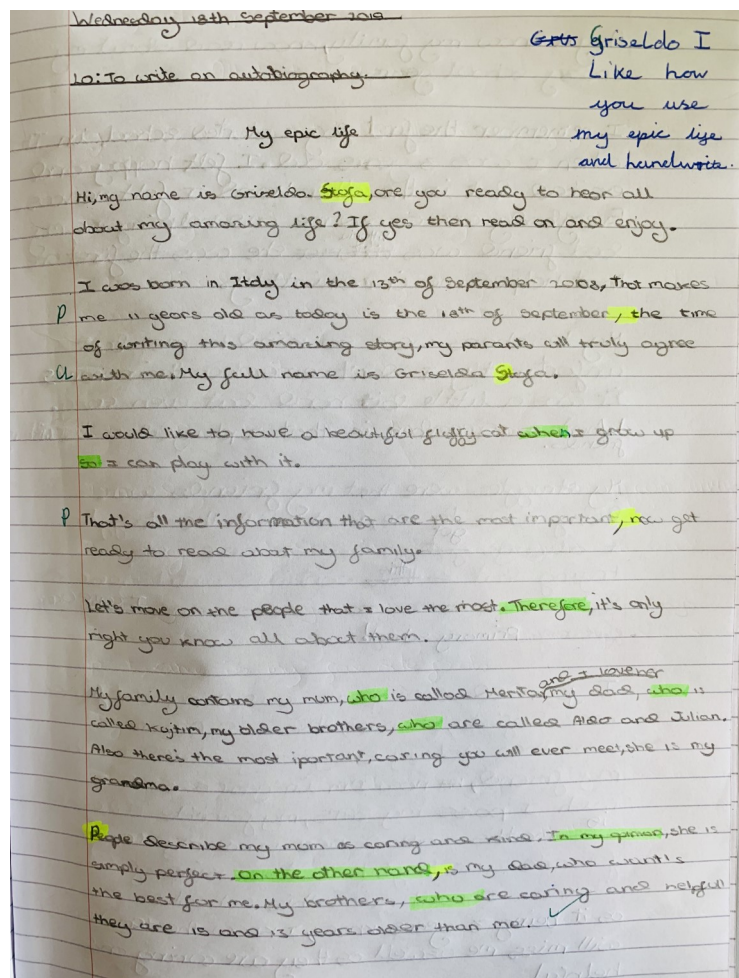 Wednesday 18th September 2019
Griseldo I
Like how
you use
my epic life
and handwrite.
LO: To write an autobiography.
My epic life
Hi, my name is Griselda. Stofa, are you ready to hear all
about my amazing life? If yes then read on and enjoy.
I was born in Italy in the 13th of September 2008, That makes
P me 11 years old as today is the 18th of September, the time
of writing this amazing story, my parants will truly agree
U with me. My full name is Griselda Stofa.
I would like to have a beautiful fluffy cat when I grow up
so I can play with it.
P That's all the information that are the most important, now get
ready to read abat my family.
Let's move on the people that I love the most. Therefore, it's only
right you know all about them.
and I love her
My family contains my mum, who is called my dad, who is
called Kujtim, my older brothers, who are called Aldo and Julian.
Also there's the most iportant, caring you will ever meet, she is my
grandma.
People describe my mom as caring and kind. In my opinion, she is
simply perfect. On the other hand, is my dad, who want's
the best for me. My brothers, who are caring and helpfull
they are 15 and 13 years older than me.